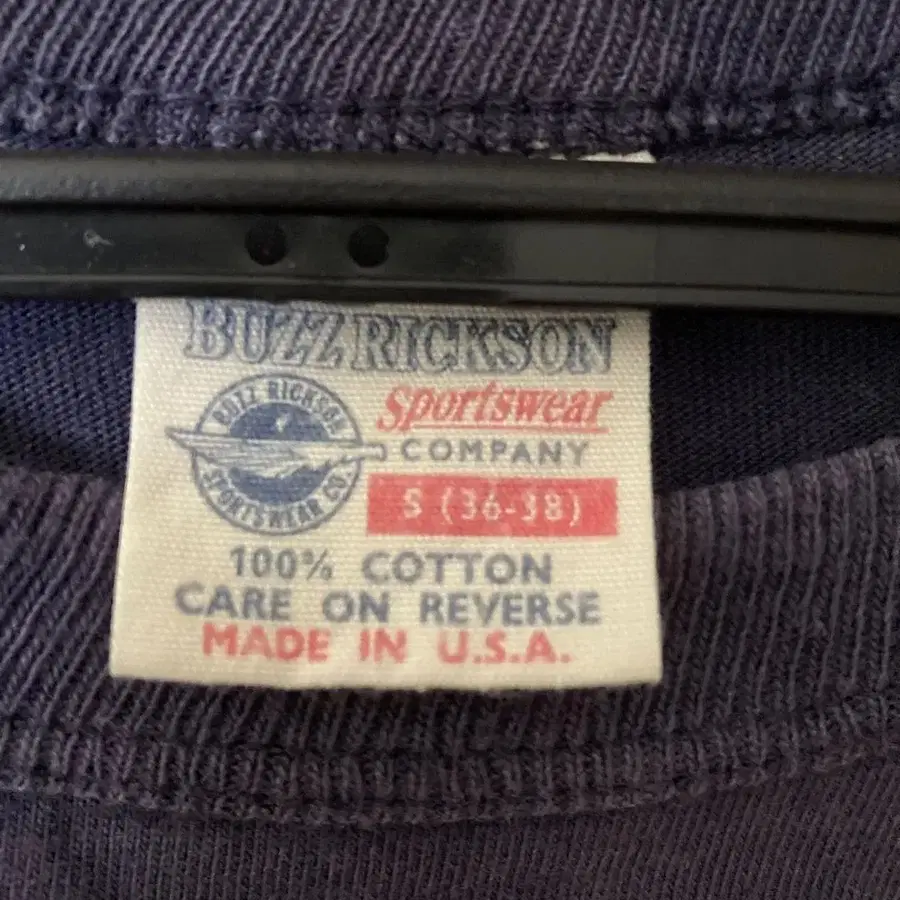 BUZZ RICKSON
Sportswear
COMPANY
BUZZ RICKSON
SPORTSWEAR CO.
S (36-38)
100% COTTON
CARE ON REVERSE
MADE IN U.S.A.